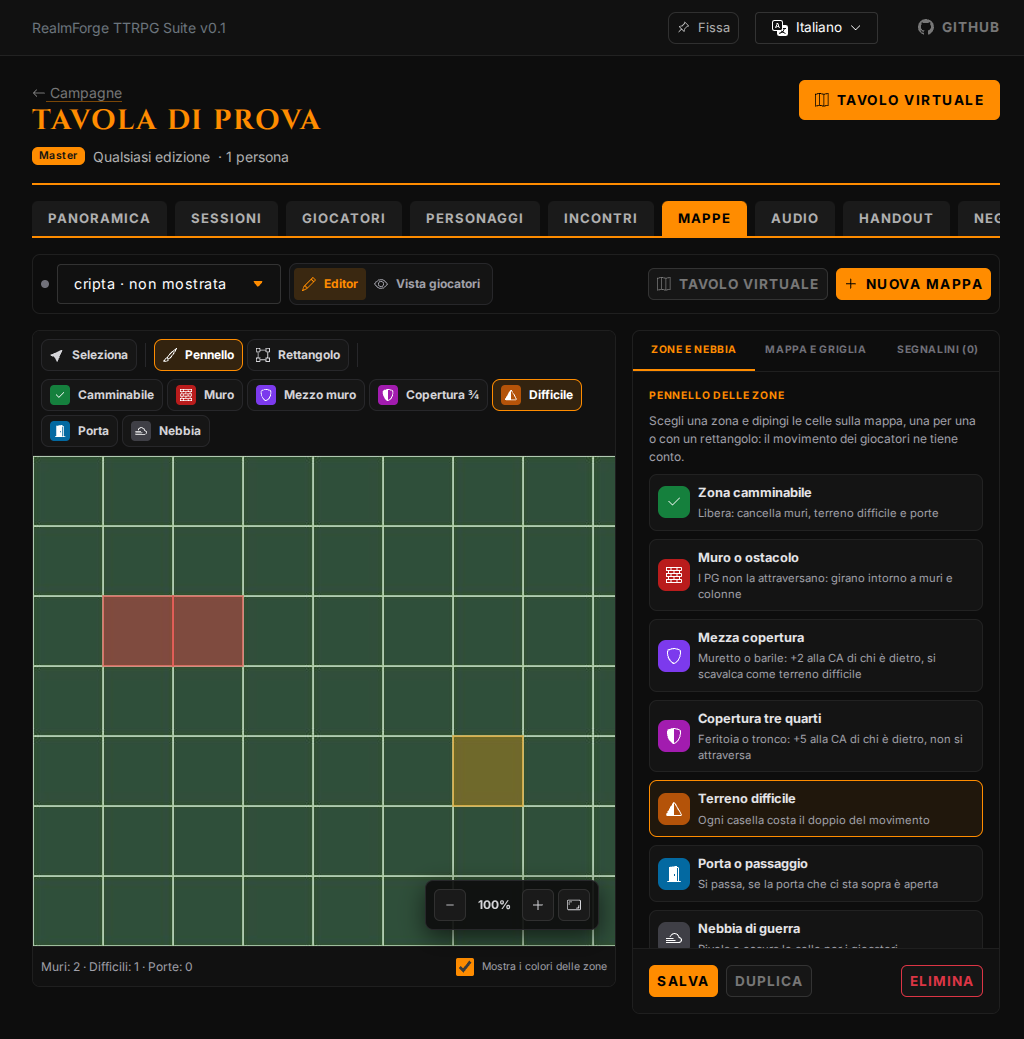 RealmForge TTRPG Suite v0.1
Fissa
Italiano
GITHUB
← Campagne
TAVOLA DI PROVA
TAVOLO VIRTUALE
Master Qualsiasi edizione · 1 persona
PANORAMICA SESSIONI GIOCATORI PERSONAGGI INCONTRI MAPPE AUDIO HANDOUT
cripta · non mostrata
Editor Vista giocatori
TAVOLO VIRTUALE
+ NUOVA MAPPA
Seleziona Pennello Rettangolo
Camminabile Muro Mezzo muro Copertura ¾ Difficile
Porta Nebbia
100%
Muri: 2 · Difficili: 1 · Porte: 0
Mostra i colori delle zone
ZONE E NEBBIA MAPPA E GRIGLIA SEGNALINI (0)
PENNELLO DELLE ZONE
Scegli una zona e dipingi le celle sulla mappa, una per una
o con un rettangolo: il movimento dei giocatori ne tiene
conto.
Zona camminabile
Libera: cancella muri, terreno difficile e porte
Muro o ostacolo
I PG non la attraversano: girano intorno a muri e
colonne
Mezza copertura
Muretto o barile: +2 alla CA di chi è dietro, si
scavalca come terreno difficile
Copertura tre quarti
Feritoia o tronco: +5 alla CA di chi è dietro, non si
attraversa
Terreno difficile
Ogni casella costa il doppio del movimento
Porta o passaggio
Si passa, se la porta che ci sta sopra è aperta
Nebbia di guerra
SALVA DUPLICA ELIMINA